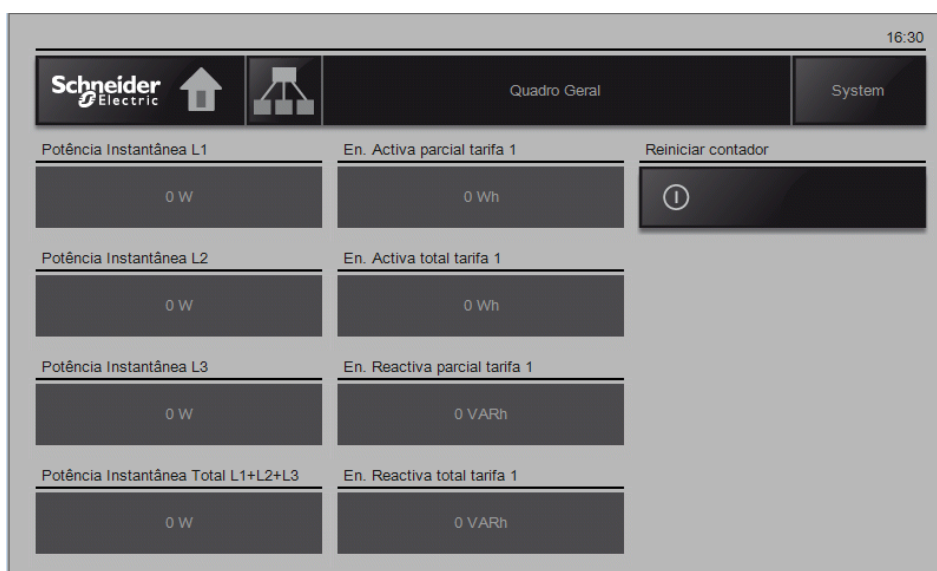 16:30
Schneider
Electric
Quadro Geral
System
Potência Instantânea L1
En. Activa parcial tarifa 1
Reiniciar contador
0 W
0 Wh
Potência Instantânea L2
En. Activa total tarifa 1
0 W
0 Wh
Potência Instantânea L3
En. Reactiva parcial tarifa 1
0 W
0 VARh
Potência Instantânea Total L1+L2+L3
En. Reactiva total tarifa 1
0 W
0 VARh